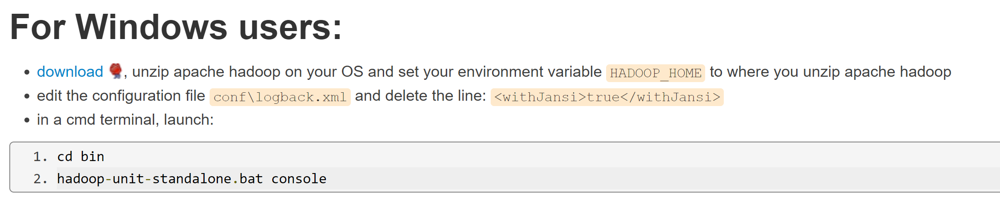 For Windows users:
• download , unzip apache hadoop on your OS and set your environment variable HADOOP_HOME to where you unzip apache hadoop
• edit the configuration file conf\logback.xml and delete the line: <withJansi>true</withJansi>
• in a cmd terminal, launch:
1. cd bin
2. hadoop-unit-standalone.bat console